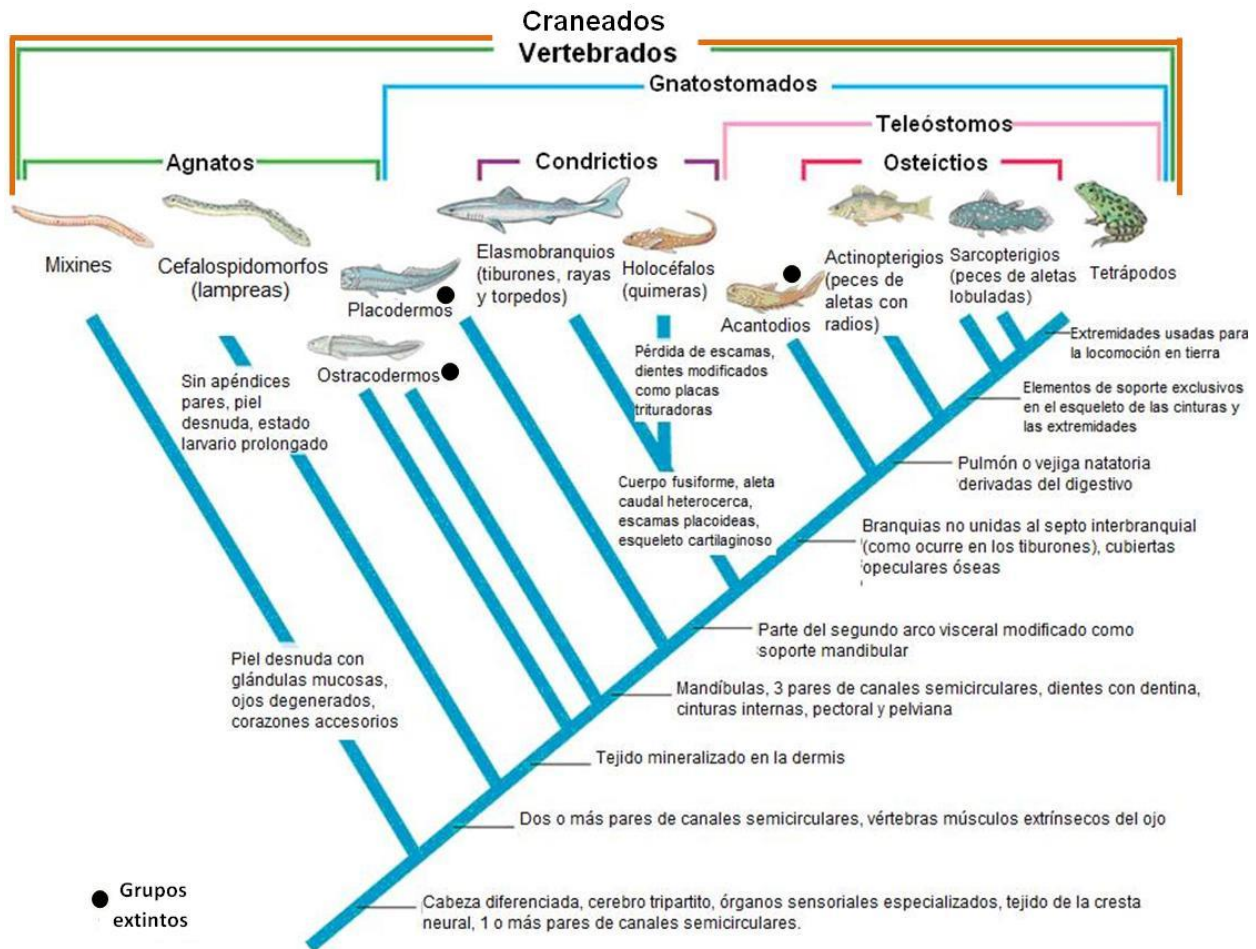 Craneados
Vertebrados
Gnatostomados
Teleóstomos
Agnatos
Condrictios
Osteíctios
Mixines
Cefalospidomorfos
(lampreas)
Placodermos
Ostracodermos
Elasmobranquios
(tiburones, rayas
y torpedos)
Holocéfalos
(quimeras)
Acantodios
Actinopterigios
(peces de
aletas con
radios)
Sarcopterigios
(peces de aletas
lobuladas)
Tetrápodos
Sin apéndices
pares, piel
desnuda, estado
larvario prolongado
Pérdida de escamas,
dientes modificados
como placas
trituradoras
Extremidades usadas para
la locomoción en tierra
Elementos de soporte exclusivos
en el esqueleto de las cinturas y
las extremidades
Pulmón o vejiga natatoria
derivadas del digestivo
Cuerpo fusiforme, aleta
caudal heterocerca,
escamas placoideas,
esqueleto cartilaginoso
Branquias no unidas al septo interbranquial
(como ocurre en los tiburones), cubiertas
operculares óseas
Parte del segundo arco visceral modificado como
soporte mandibular
Piel desnuda con
glándulas mucosas,
ojos degenerados,
corazones accesorios
Mandíbulas, 3 pares de canales semicirculares, dientes con dentina,
cinturas internas, pectoral y pelviana
Tejido mineralizado en la dermis
Dos o más pares de canales semicirculares, vértebras músculos extrínsecos del ojo
Grupos
extintos
Cabeza diferenciada, cerebro tripartito, órganos sensoriales especializados, tejido de la cresta
neural, 1 o más pares de canales semicirculares.